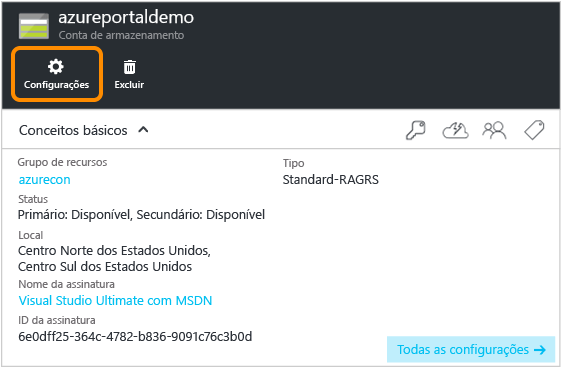 azureportaldemo
Conta de armazenamento
Configurações
Excluir
Conceitos básicos
Grupo de recursos
azurecon
Tipo
Standard-RAGRS
Status
Primário: Disponível, Secundário: Disponível
Local
Centro Norte dos Estados Unidos,
Centro Sul dos Estados Unidos
Nome da assinatura
Visual Studio Ultimate com MSDN
ID da assinatura
6e0dff25-364c-4782-b836-9091c76c3b0d
Todas as configurações →